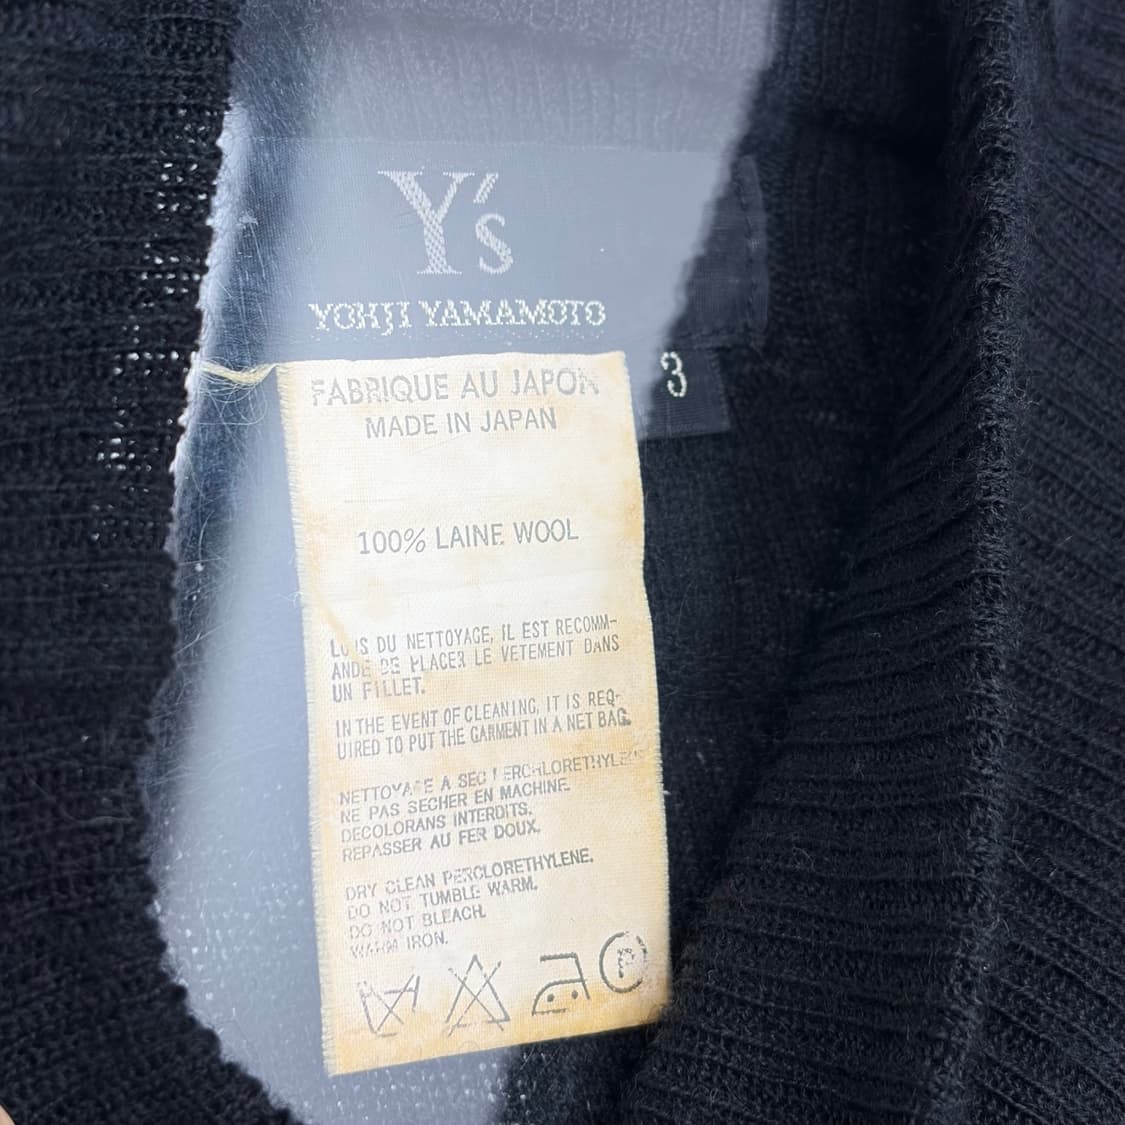 Y's
YOHJI YAMAMOTO
3
FABRIQUE AU JAPON
MADE IN JAPAN
100% LAINE WOOL
DU NETTOYAGE, IL EST RECOMM-
ANDE DE PLACER LE VETEMENT DANS
UN FILLET.
IN THE EVENT OF CLEANING, IT IS REQ-
UIRED TO PUT THE GARMENT IN A NET BAG.
NETTOYAGE A SEC PERCHLORETHYLENE
NE PAS SECHER EN MACHINE.
DECOLORANS INTERDITS.
REPASSER AU FER DOUX.
DRY CLEAN PERCLORETHYLENE.
DO NOT TUMBLE WARM.
DO NOT BLEACH.
WARM IRON.
P